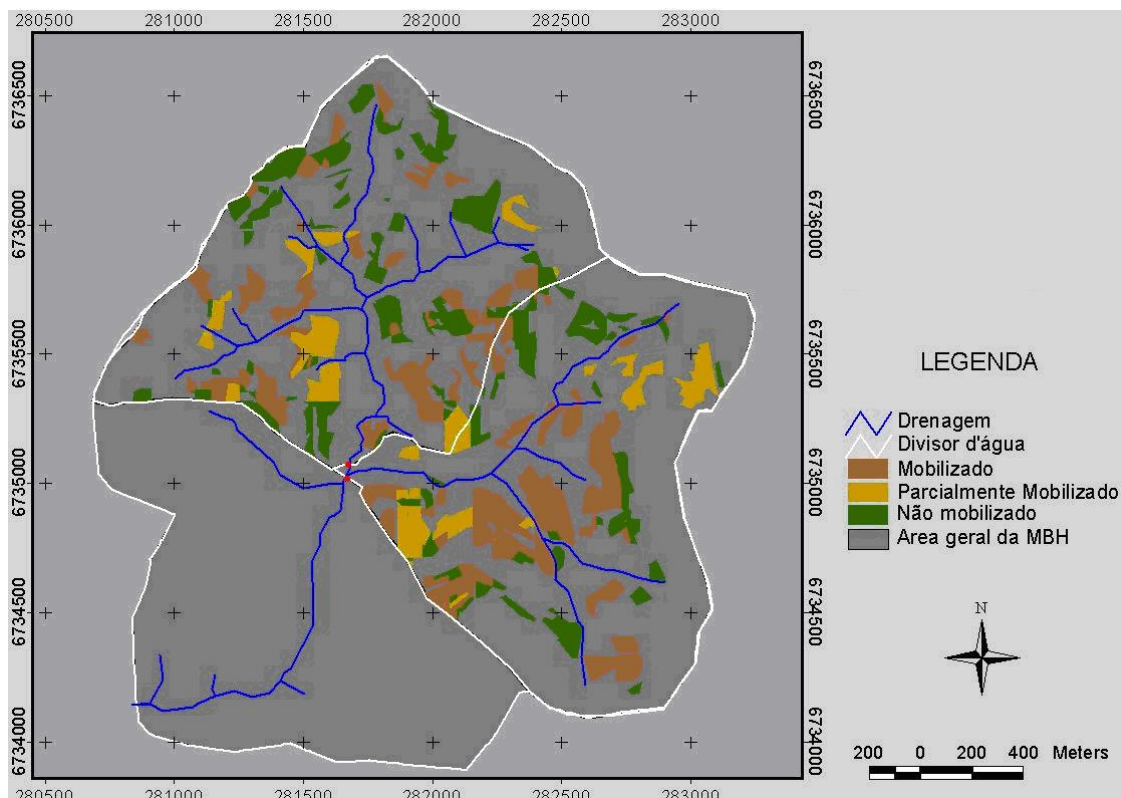 280500 281000 281500 282000 282500 283000
6736500
6736000
6735500
6735000
6734500
6734000
6736500
6736000
6735500
6735000
6734500
6734000
LEGENDA
Drenagem
Divisor d'água
Mobilizado
Parcialmente Mobilizado
Não mobilizado
Area geral da MBH
N
200 0 200 400 Meters
280500 281000 281500 282000 282500 283000